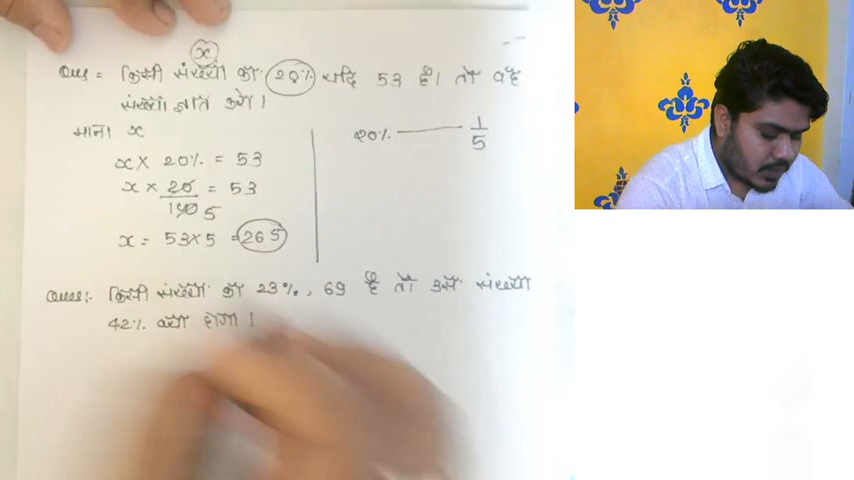 x
Que = किसी संख्या का 20% यदि 53 है। तो वह
संख्या ज्ञात करो।
माना x
20% — 1/5
x × 20% = 53
x × 20/100 5 = 53
x = 53×5 = 265
Que:- किसी संख्या का 23%, 69 है तो उस संख्या
42% क्या होगा।